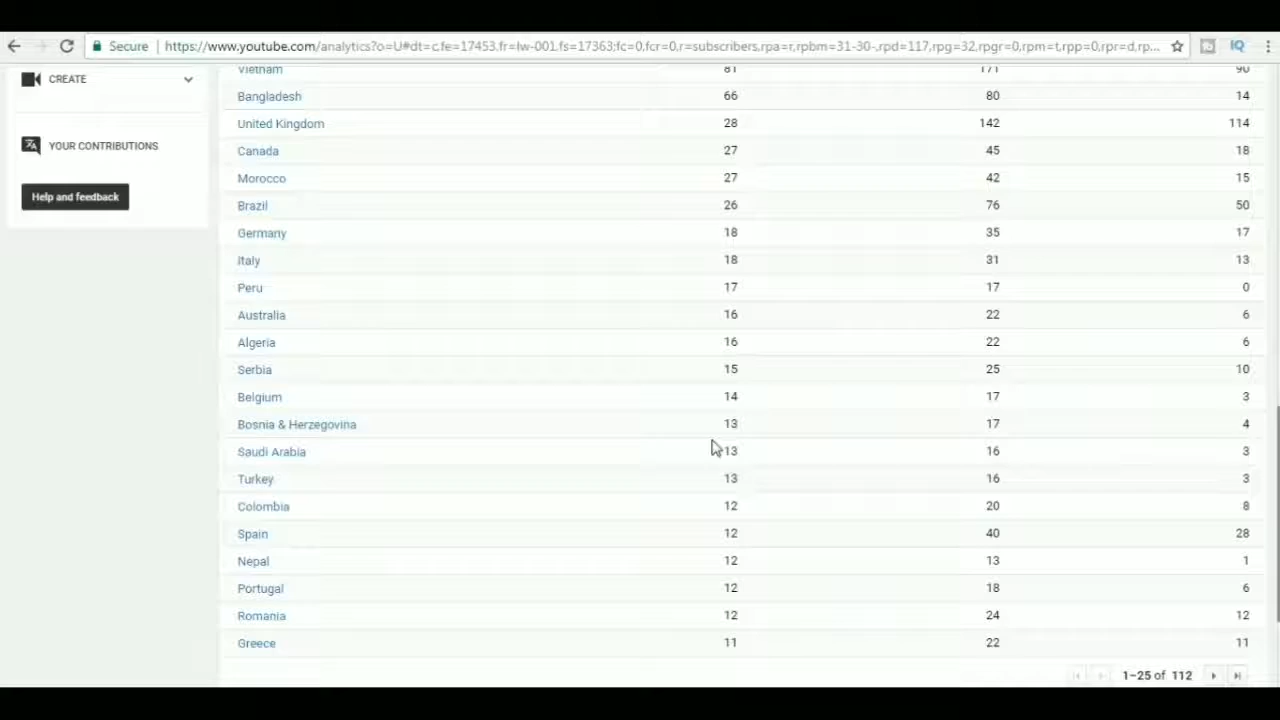 Secure https://www.youtube.com/analytics?o=U#dt=c,fe=17453,fr=lw-001,fs=17363;fc=0,fcr=0,r=subscribers,rpa=r,rpbm=31-30-,rpd=117,rpg=32,rpgr=0,rpm=t,rpp=0,rpr=d,rp... IQ
Vietnam 81 171 90
CREATE
Bangladesh 66 80 14
United Kingdom 28 142 114
YOUR CONTRIBUTIONS
Canada 27 45 18
Morocco 27 42 15
Help and feedback
Brazil 26 76 50
Germany 18 35 17
Italy 18 31 13
Peru 17 17 0
Australia 16 22 6
Algeria 16 22 6
Serbia 15 25 10
Belgium 14 17 3
Bosnia & Herzegovina 13 17 4
Saudi Arabia 13 16 3
Turkey 13 16 3
Colombia 12 20 8
Spain 12 40 28
Nepal 12 13 1
Portugal 12 18 6
Romania 12 24 12
Greece 11 22 11
1–25 of 112